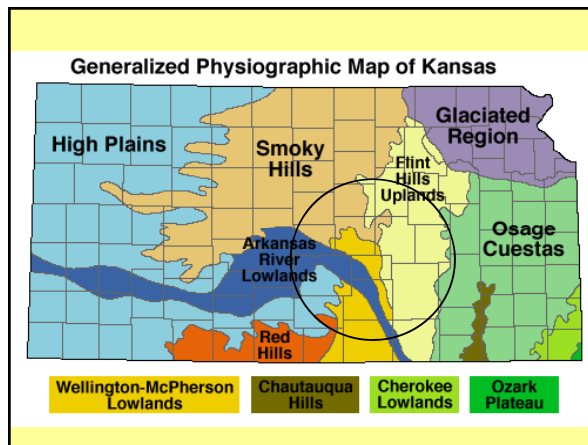 Generalized Physiographic Map of Kansas
Glaciated
Region
High Plains
Smoky
Hills
Flint
Hills
Uplands
Osage
Cuestas
Arkansas
River
Lowlands
Red
Hills
Wellington-McPherson
Lowlands
Chautauqua
Hills
Cherokee
Lowlands
Ozark
Plateau